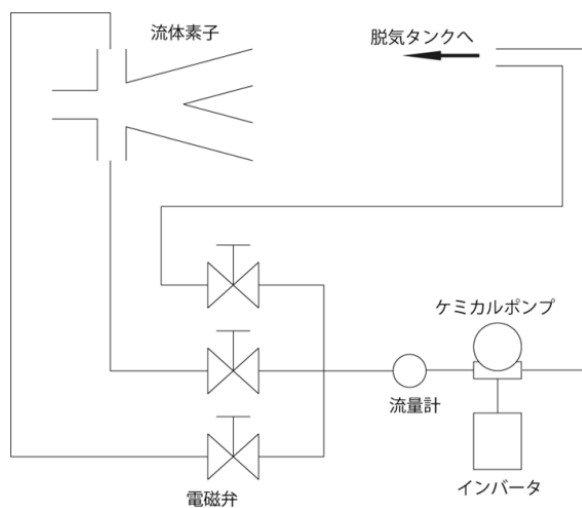 流体素子
脱気タンクへ
ケミカルポンプ
流量計
インバータ
電磁弁